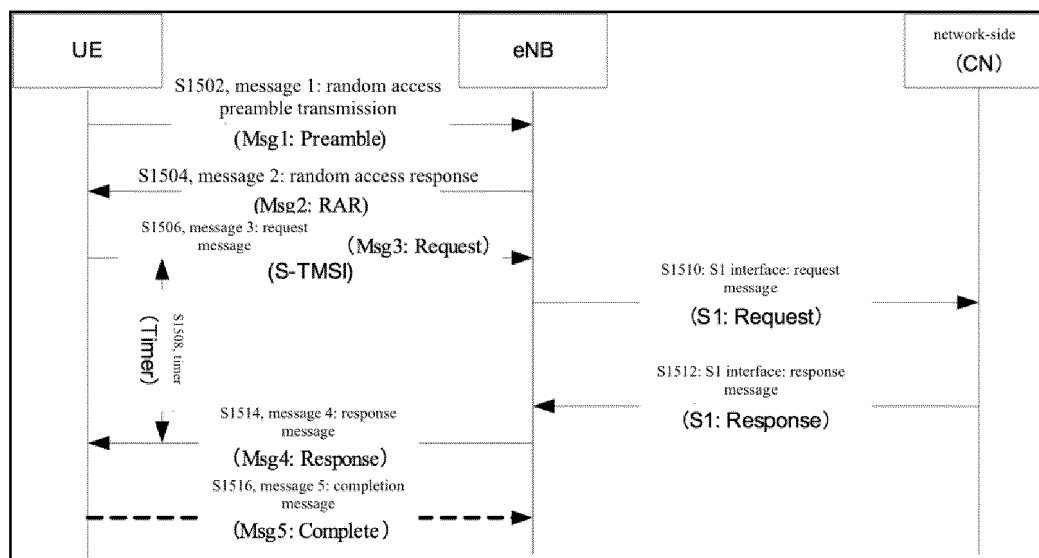 UE
eNB
network-side
(CN)
S1502, message 1: random access
preamble transmission
(Msg1: Preamble)
S1504, message 2: random access response
(Msg2: RAR)
S1506, message 3: request
message
(Msg3: Request)
(S-TMSI)
S1508, timer
(Timer)
S1510: S1 interface: request
message
(S1: Request)
S1512: S1 interface: response
message
(S1: Response)
S1514, message 4: response
message
(Msg4: Response)
S1516, message 5: completion
message
(Msg5: Complete)